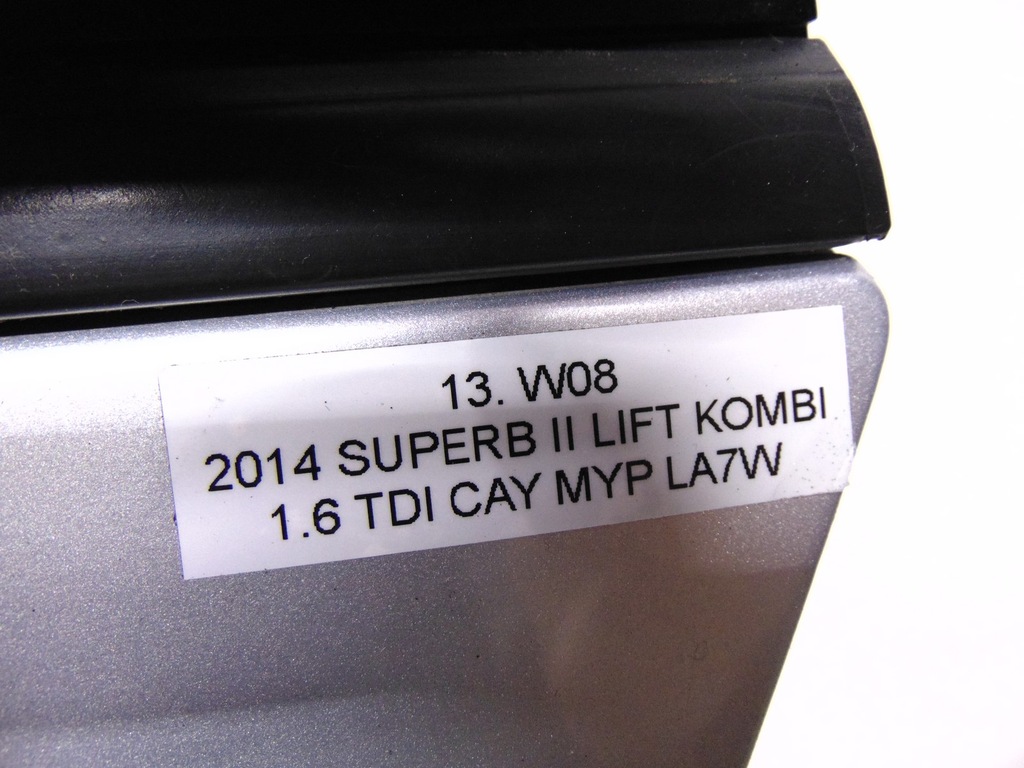 13. W08
2014 SUPERB II LIFT KOMBI
1.6 TDI CAY MYP LA7W